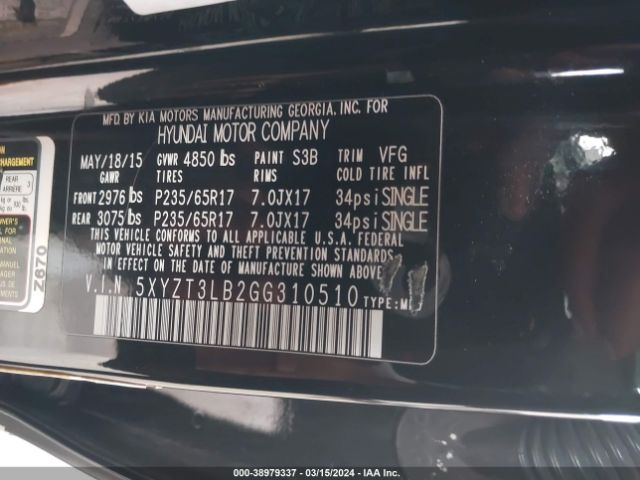 MFD. BY KIA MOTORS MANUFACTURING GEORGIA, INC. FOR
HYUNDAI MOTOR COMPANY
MAY/18/15 GVWR 4850 lbs PAINT S3B TRIM VFG
GAWR TIRES RIMS COLD TIRE INFL
FRONT 2976 lbs P235/65R17 7.0JX17 34psi SINGLE
REAR 3075 lbs P235/65R17 7.0JX17 34psi SINGLE
THIS VEHICLE CONFORMS TO ALL APPLICABLE U.S.A. FEDERAL
MOTOR VEHICLE SAFETY AND THEFT PREVENTION STANDARDS
IN EFFECT ON THE DATE OF MANUFACTURE SHOWN ABOVE.
V.I.N 5XYZT3LB2GG310510 TYPE:M
CHARGEMENT
REAR
ARRIERE 3
Z670
000-38979337 - 03/15/2024 - IAA Inc.